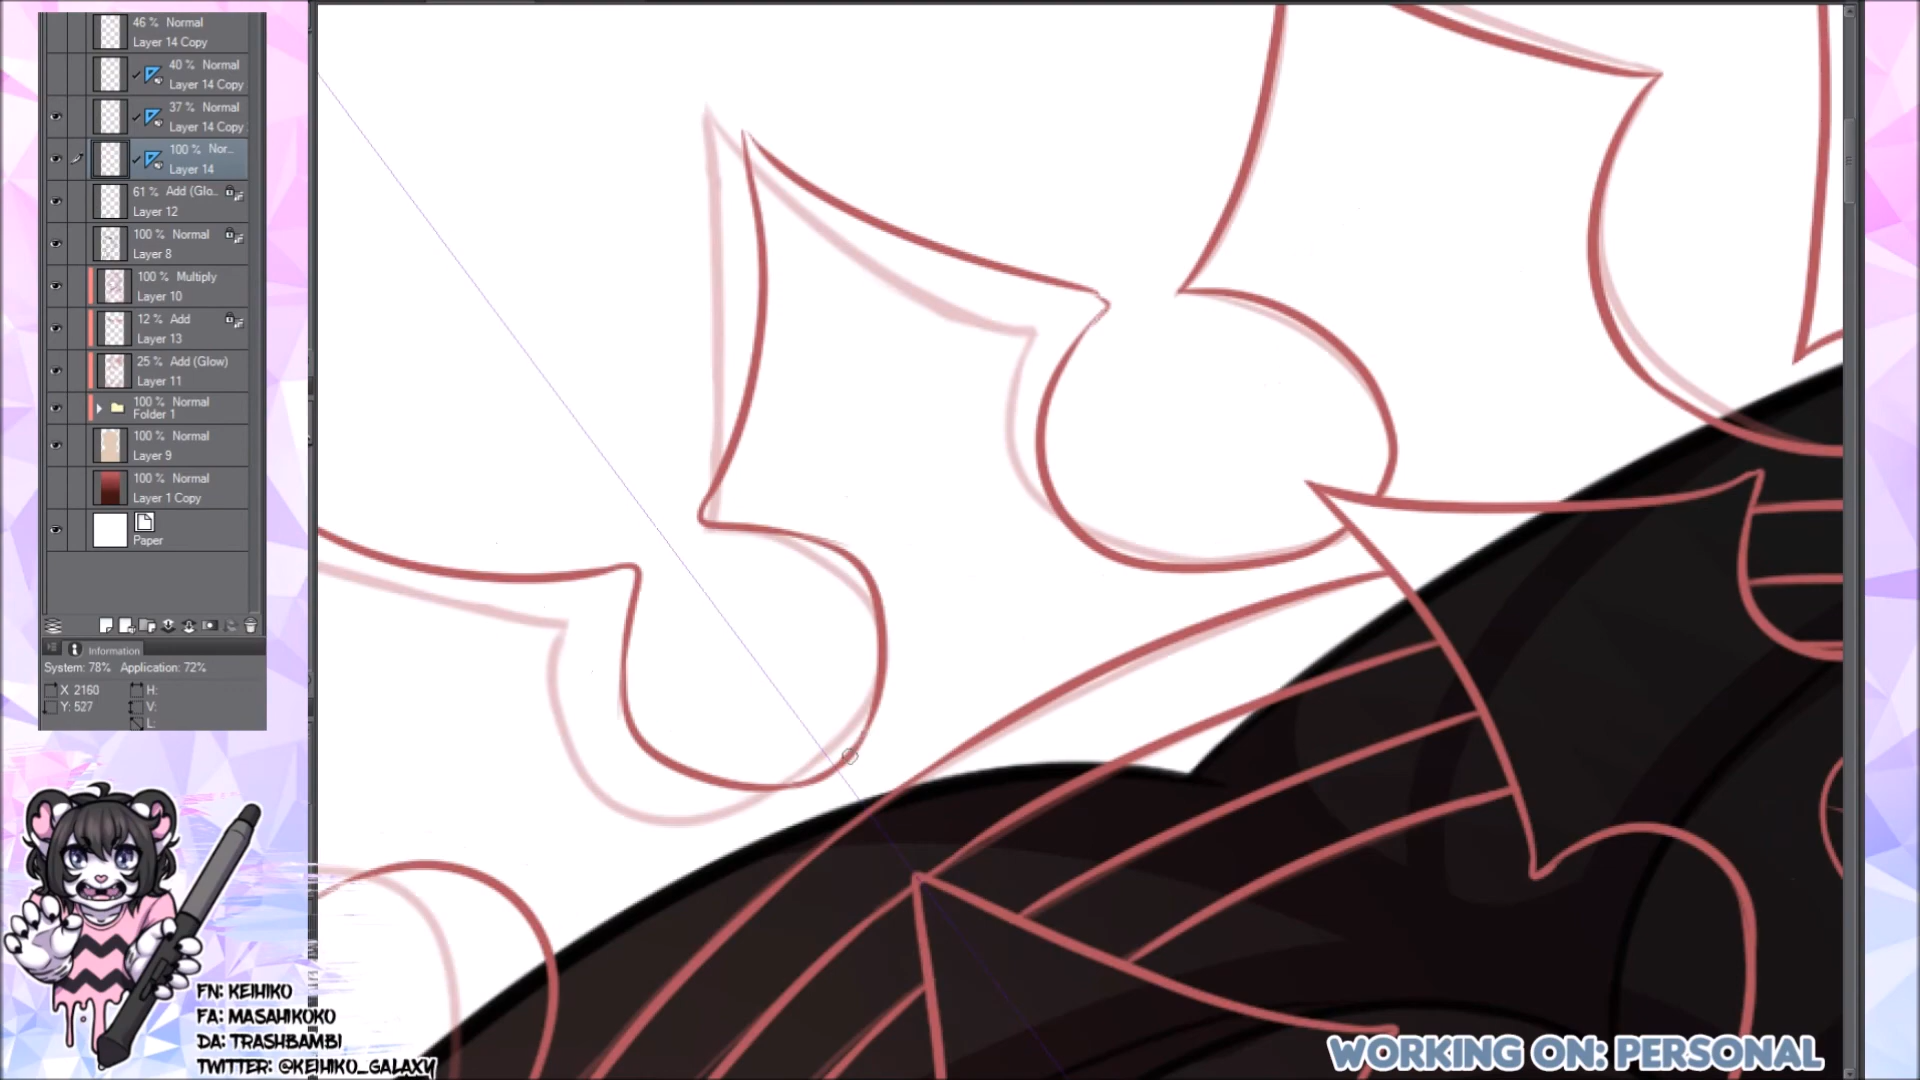 46 % Normal
Layer 14 Copy
40 % Normal
Layer 14 Copy
37 % Normal
Layer 14 Copy
100 % Nor...
Layer 14
61 % Add (Glo...
Layer 12
100 % Normal
Layer 8
100 % Multiply
Layer 10
12 % Add
Layer 13
25 % Add (Glow)
Layer 11
100 % Normal
Folder 1
100 % Normal
Layer 9
100 % Normal
Layer 1 Copy
Paper
Information
System: 78% Application: 72%
X 2160 H:
Y: 527 V:
L:
FN: KEIHIKO
FA: MASAHIKOKO
DA: TRASHBAMBI
TWITTER: @KEIHIKO_GALAXY
WORKING ON: PERSONAL